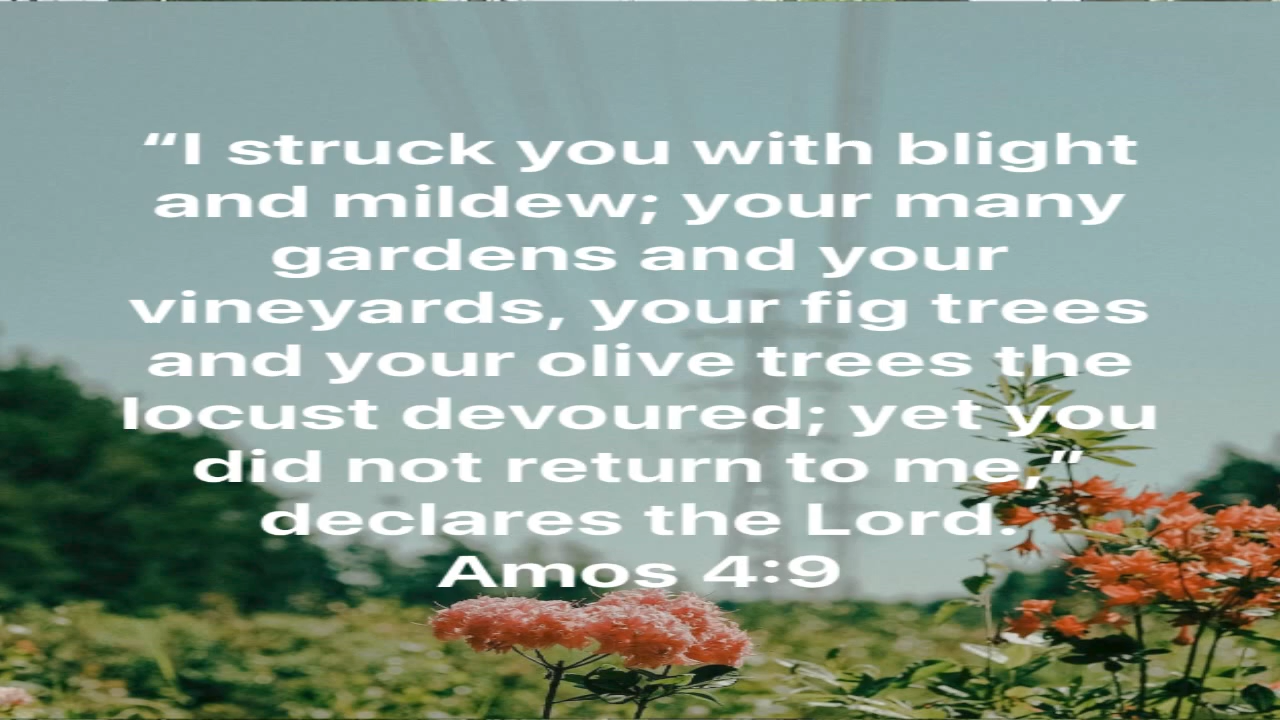 “I struck you with blight
and mildew; your many
gardens and your
vineyards, your fig trees
and your olive trees the
locust devoured; yet you
did not return to me,”
declares the Lord.
Amos 4:9